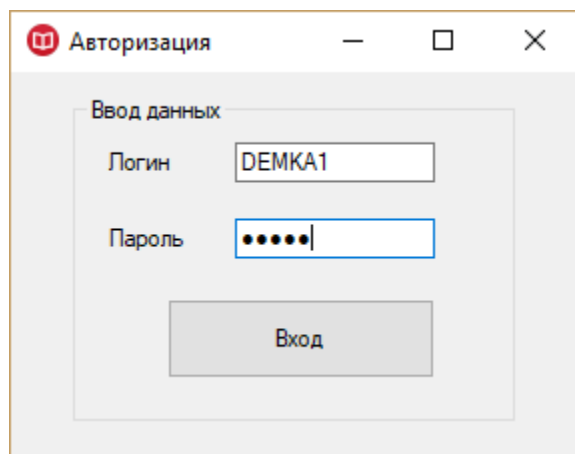 Авторизация
Ввод данных
Логин DEMKA1
Пароль •••••
Вход